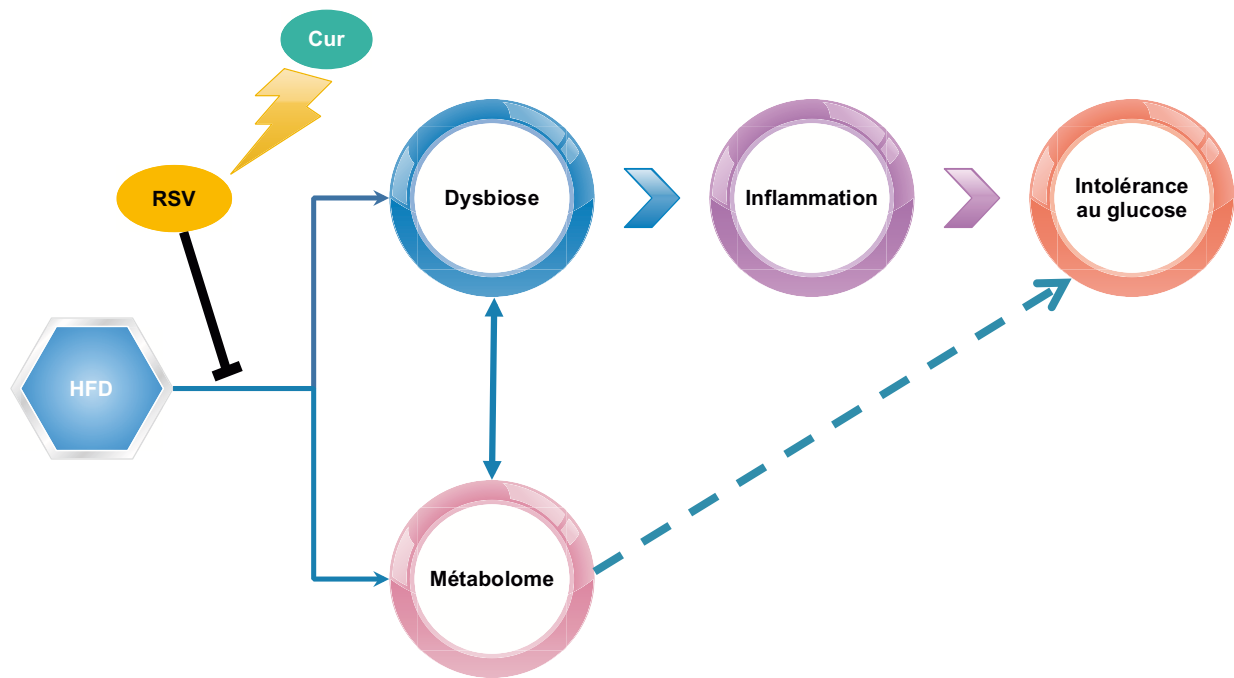 Cur
RSV
Dysbiose
Inflammation
Intolérance
au glucose
HFD
Métabolome